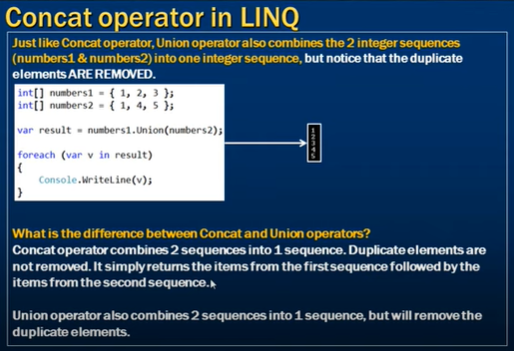 Concat operator in LINQ
Just like Concat operator, Union operator also combines the 2 integer sequences
(numbers1 & numbers2) into one integer sequence, but notice that the duplicate
elements ARE REMOVED.
int[] numbers1 = { 1, 2, 3 };
int[] numbers2 = { 1, 4, 5 };
var result = numbers1.Union(numbers2);
foreach (var v in result)
{
Console.WriteLine(v);
}
1
2
3
4
5
What is the difference between Concat and Union operators?
Concat operator combines 2 sequences into 1 sequence. Duplicate elements are
not removed. It simply returns the items from the first sequence followed by the
items from the second sequence.
Union operator also combines 2 sequences into 1 sequence, but will remove the
duplicate elements.